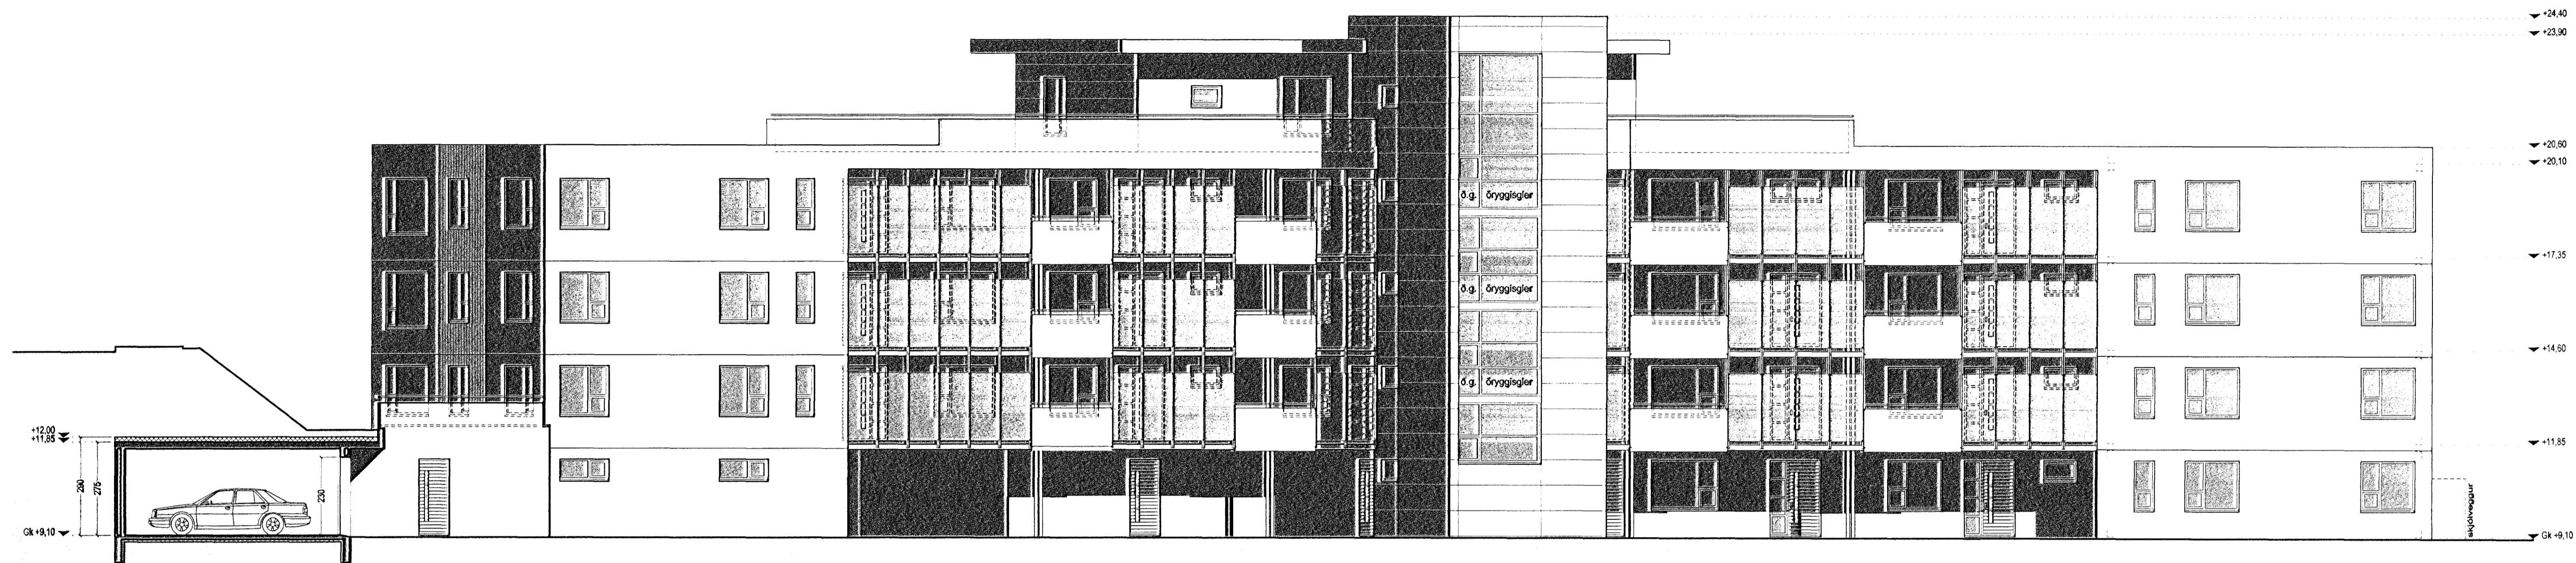 +24,40
+23,90
+20,60
+20,10
ö.g. öryggisgler
+17,35
ö.g. öryggisgler
+14,60
ö.g. öryggisgler
+12,00
+11,85
+11,85
290
275
230
skjólveggur
Gk +9,10
Gk +9,10